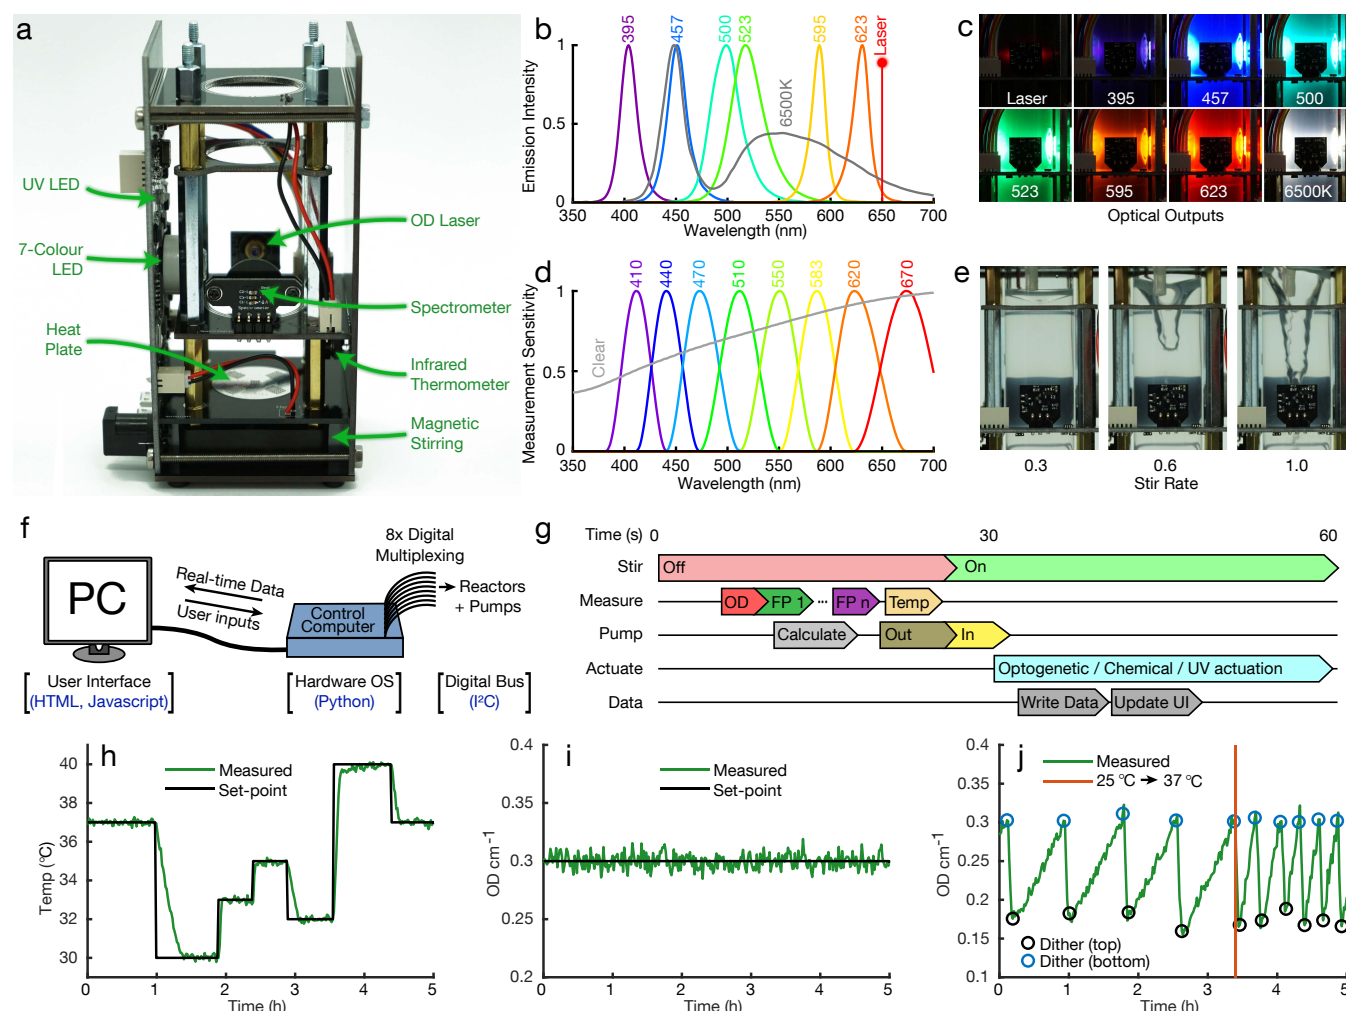 a
UV LED
7-Colour
LED
Heat
Plate
OD Laser
Spectrometer
Infrared
Thermometer
Magnetic
Stirring
b
395
457
500
523
595
623
Laser
6500K
Emission Intensity
1
0.5
0
350 400 450 500 550 600 650 700
Wavelength (nm)
c
Laser 395 457 500
523 595 623 6500K
Optical Outputs
d
410
440
470
510
550
583
620
670
Clear
Measurement Sensitivity
1
0.5
0
350 400 450 500 550 600 650 700
Wavelength (nm)
e
0.3 0.6 1.0
Stir Rate
f
PC
Real-time Data
User inputs
Control
Computer
8x Digital
Multiplexing
Reactors
+ Pumps
User Interface
(HTML, Javascript)
Hardware OS
(Python)
Digital Bus
(I²C)
g
Time (s) 0 30 60
Stir Off On
Measure OD FP 1 ... FP n Temp
Pump Calculate Out In
Actuate Optogenetic / Chemical / UV actuation
Data Write Data Update UI
h
Measured
Set-point
Temp (°C)
40
38
36
34
32
30
0 1 2 3 4 5
Time (h)
i
Measured
Set-point
OD cm⁻¹
0.4
0.35
0.3
0.25
0.2
0 1 2 3 4 5
Time (h)
j
Measured
25 °C → 37 °C
OD cm⁻¹
0.4
0.35
0.3
0.25
0.2
0.15
0.1
Dither (top)
Dither (bottom)
0 1 2 3 4 5
Time (h)